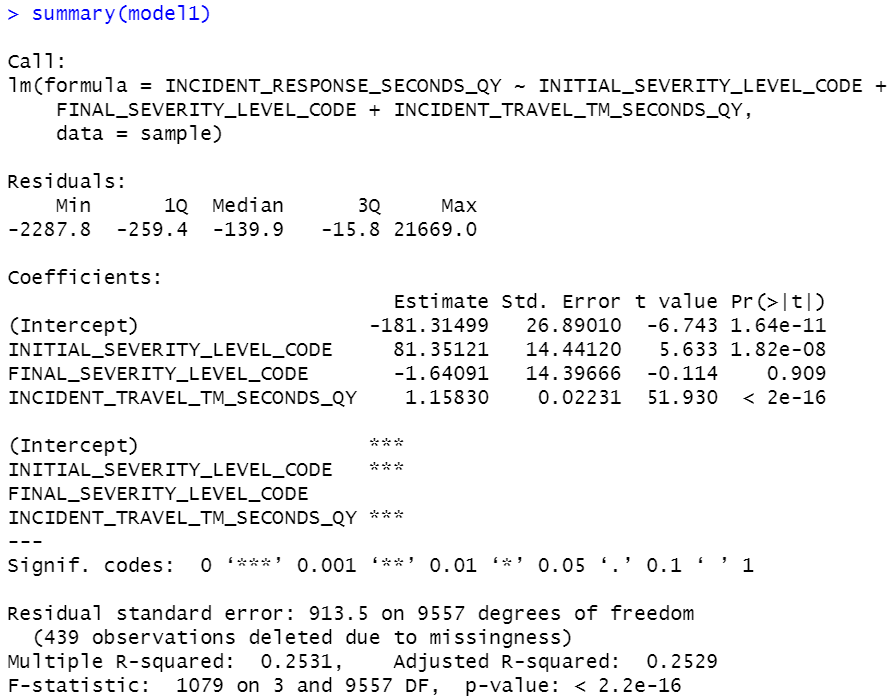 > summary(model1)
Call:
lm(formula = INCIDENT_RESPONSE_SECONDS_QY ~ INITIAL_SEVERITY_LEVEL_CODE +
    FINAL_SEVERITY_LEVEL_CODE + INCIDENT_TRAVEL_TM_SECONDS_QY,
    data = sample)
Residuals:
    Min      1Q  Median      3Q     Max
-2287.8  -259.4  -139.9   -15.8 21669.0
Coefficients:
                                Estimate Std. Error t value Pr(>|t|)
(Intercept)                   -181.31499   26.89010  -6.743 1.64e-11
INITIAL_SEVERITY_LEVEL_CODE     81.35121   14.44120   5.633 1.82e-08
FINAL_SEVERITY_LEVEL_CODE       -1.64091   14.39666  -0.114    0.909
INCIDENT_TRAVEL_TM_SECONDS_QY    1.15830    0.02231  51.930  < 2e-16
(Intercept)                   ***
INITIAL_SEVERITY_LEVEL_CODE   ***
FINAL_SEVERITY_LEVEL_CODE
INCIDENT_TRAVEL_TM_SECONDS_QY ***
---
Signif. codes:  0 ‘***’ 0.001 ‘**’ 0.01 ‘*’ 0.05 ‘.’ 0.1 ‘ ’ 1
Residual standard error: 913.5 on 9557 degrees of freedom
  (439 observations deleted due to missingness)
Multiple R-squared:  0.2531,    Adjusted R-squared:  0.2529
F-statistic:  1079 on 3 and 9557 DF,  p-value: < 2.2e-16